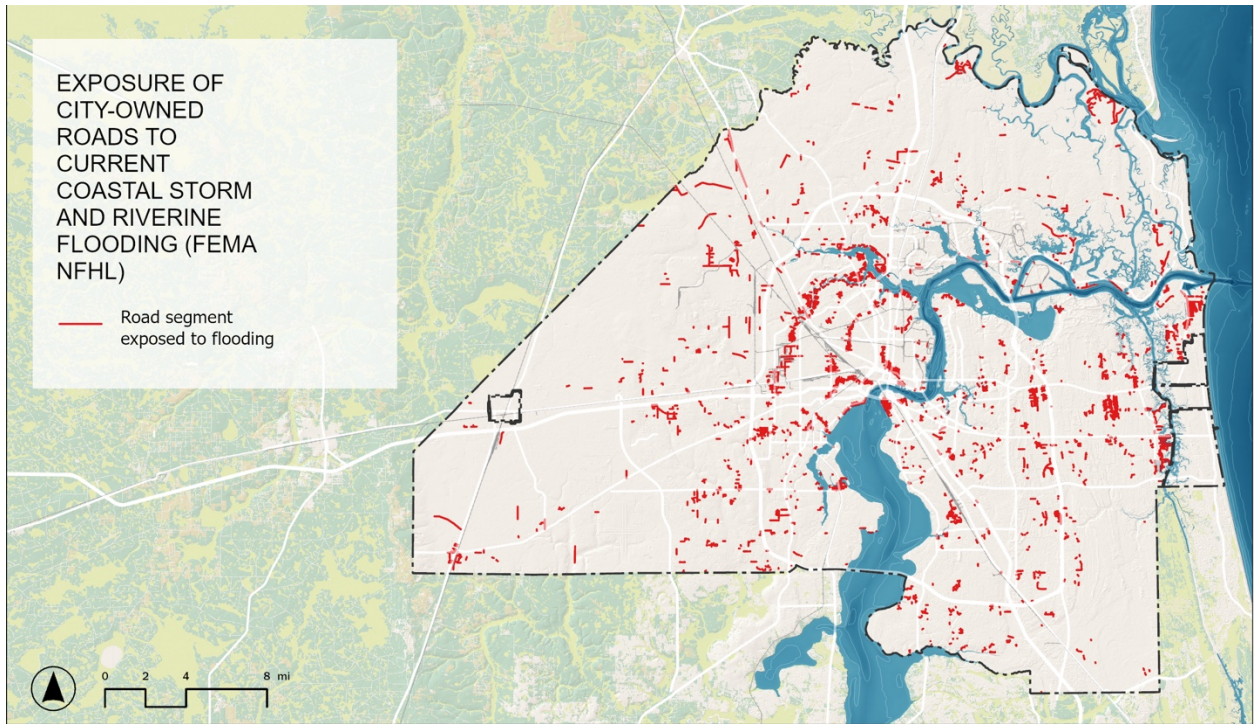 EXPOSURE OF
CITY-OWNED
ROADS TO
CURRENT
COASTAL STORM
AND RIVERINE
FLOODING (FEMA
NFHL)
Road segment
exposed to flooding
0 2 4 8 mi